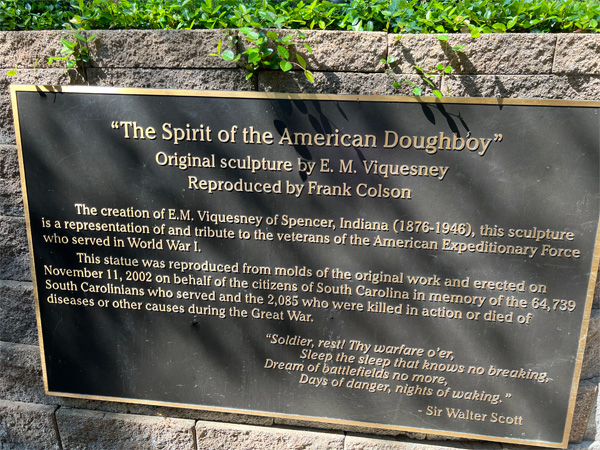 “The Spirit of the American Doughboy”
Original sculpture by E. M. Viquesney
Reproduced by Frank Colson
The creation of E.M. Viquesney of Spencer, Indiana (1876-1946), this sculpture
is a representation of and tribute to the veterans of the American Expeditionary Force
who served in World War I.
This statue was reproduced from molds of the original work and erected on
November 11, 2002 on behalf of the citizens of South Carolina in memory of the 64,739
South Carolinians who served and the 2,085 who were killed in action or died of
diseases or other causes during the Great War.
“Soldier, rest! Thy warfare o'er,
Sleep the sleep that knows no breaking,
Dream of battlefields no more,
Days of danger, nights of waking.”
- Sir Walter Scott